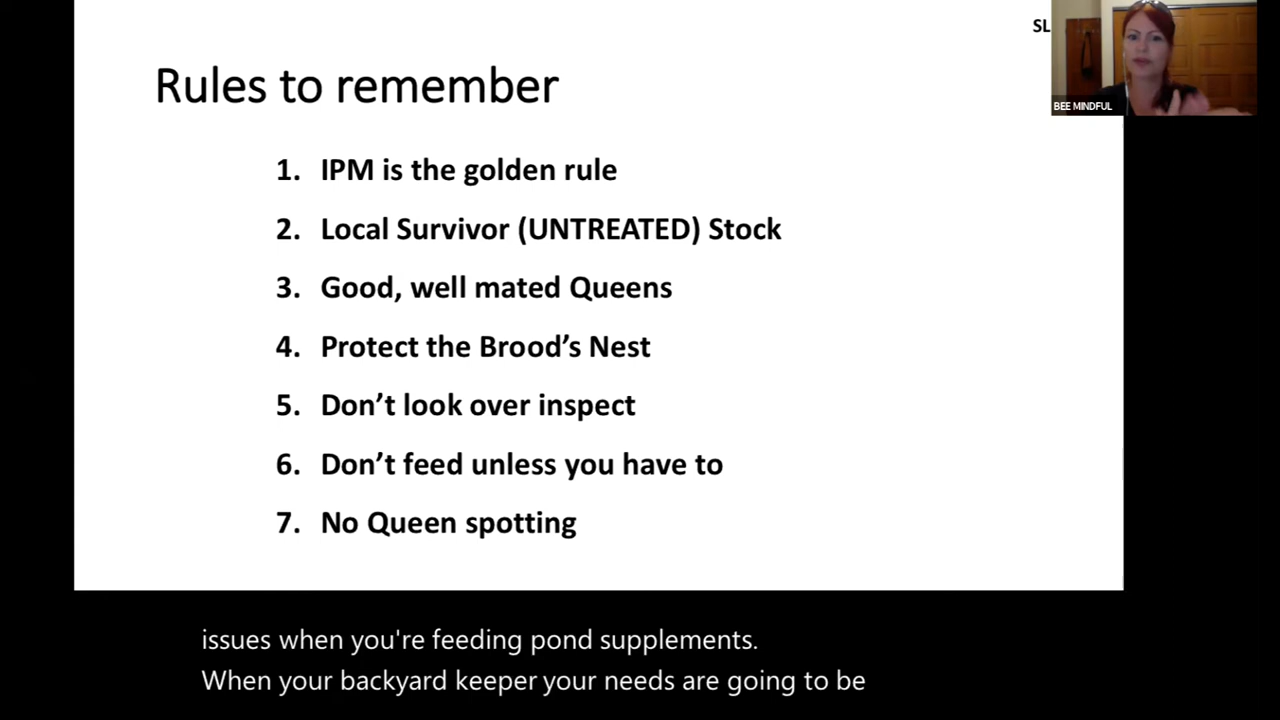 SL
BEE MINDFUL
Rules to remember
1. IPM is the golden rule
2. Local Survivor (UNTREATED) Stock
3. Good, well mated Queens
4. Protect the Brood’s Nest
5. Don’t look over inspect
6. Don’t feed unless you have to
7. No Queen spotting
issues when you're feeding pond supplements.
When your backyard keeper your needs are going to be